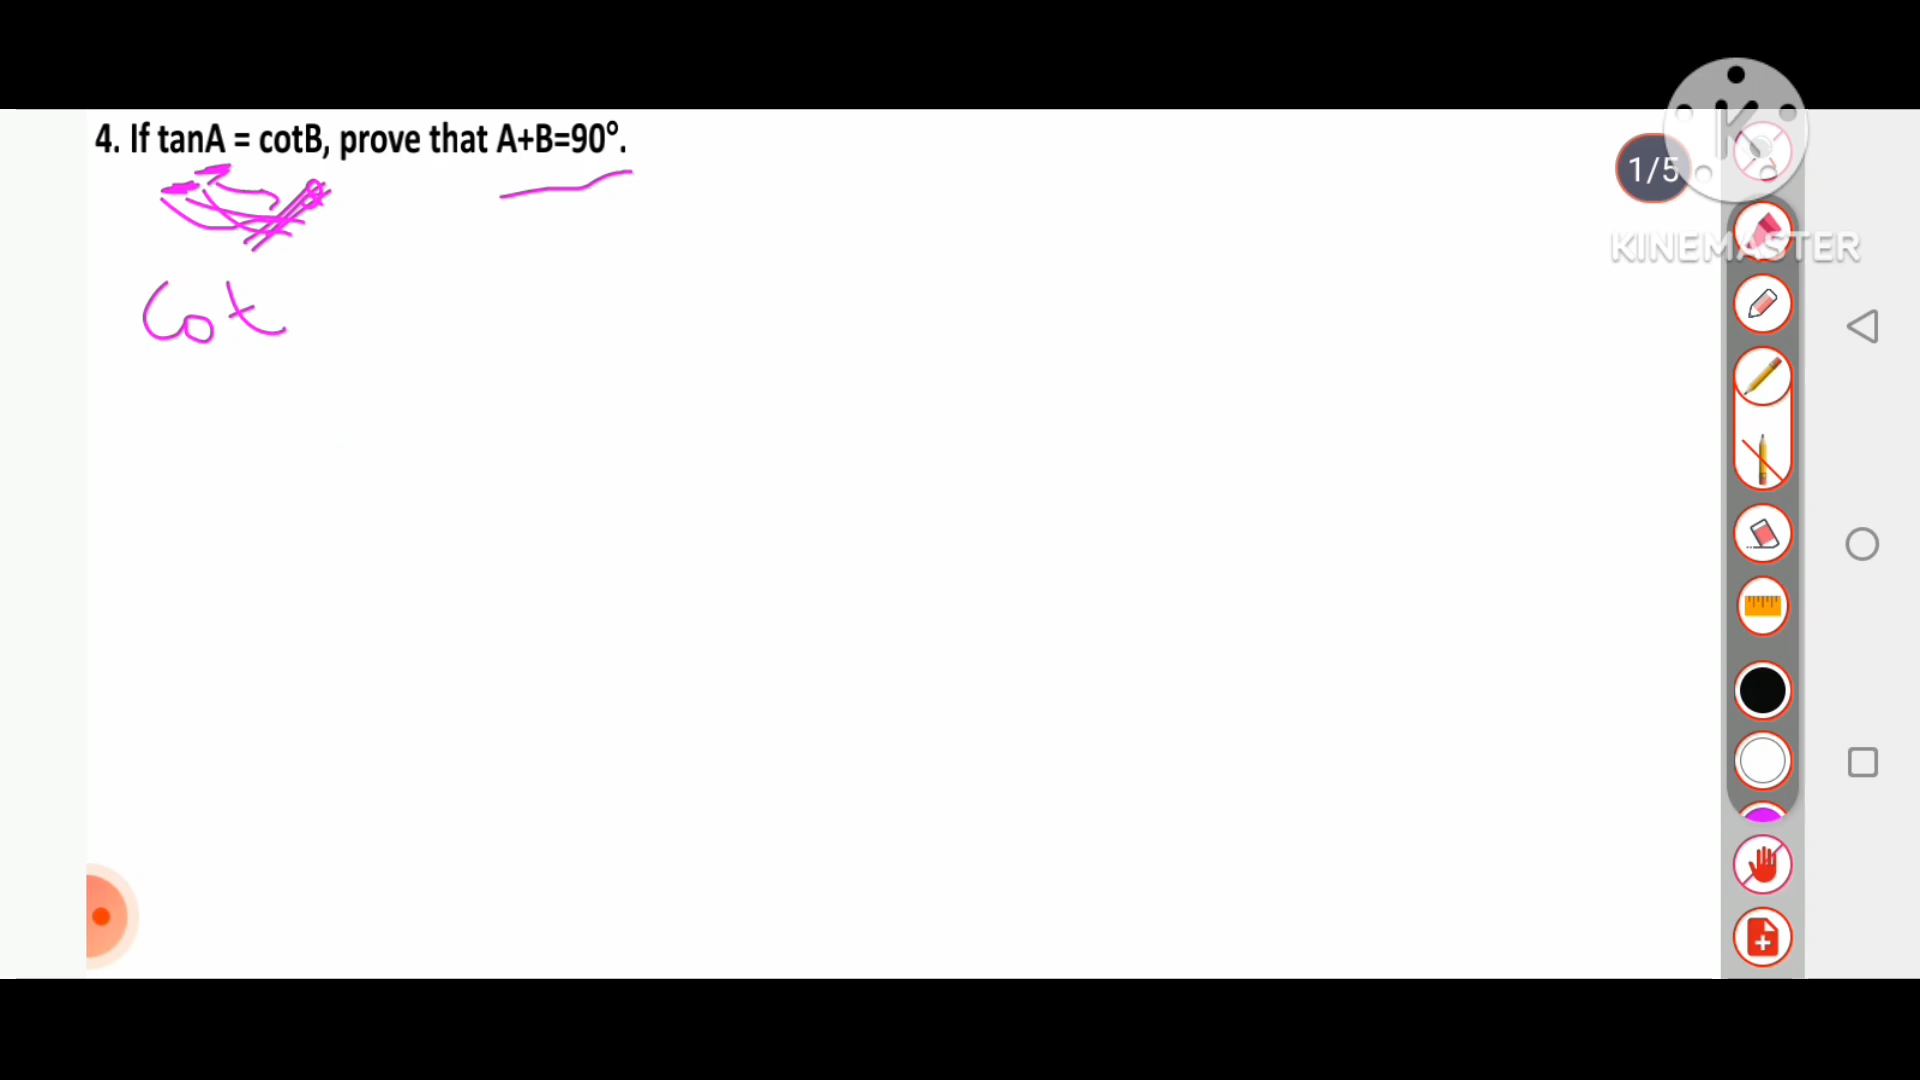 4. If tanA = cotB, prove that A+B=90°.
1/5
KINEMASTER
Cot